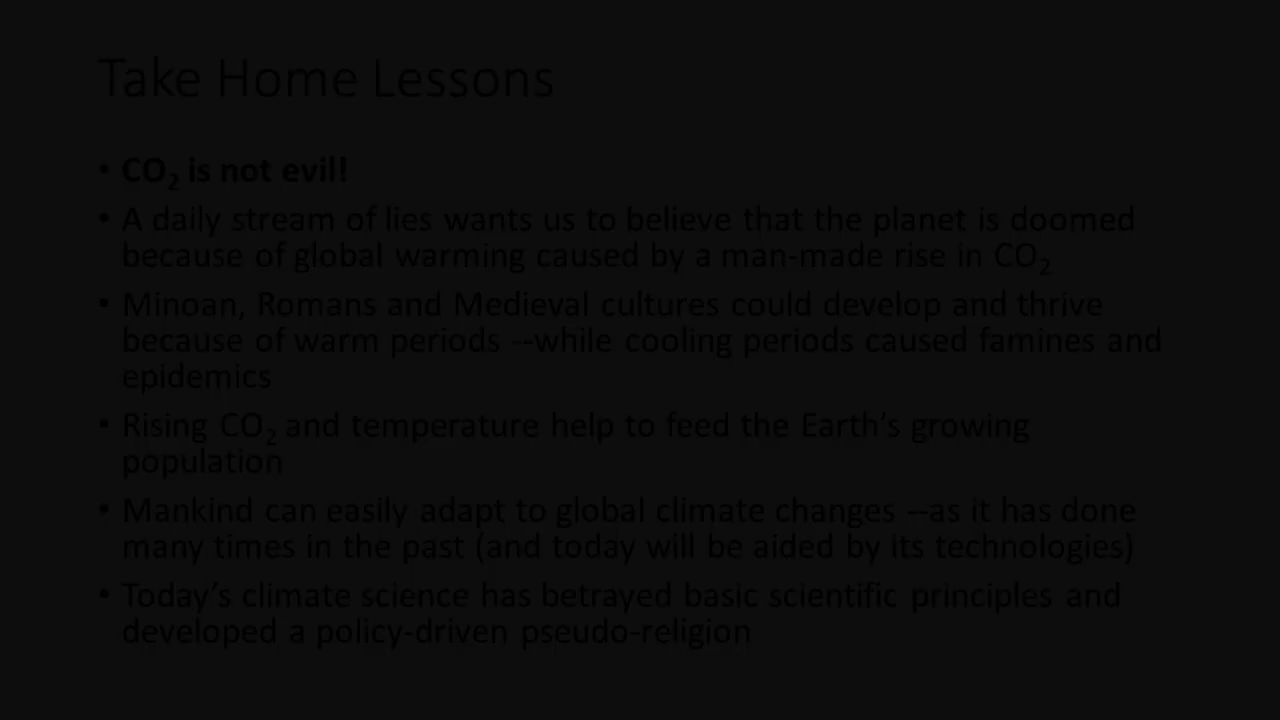 Take Home Lessons
• CO₂ is not evil!
• A daily stream of lies wants us to believe that the planet is doomed
because of global warming caused by a man-made rise in CO₂
• Minoan, Romans and Medieval cultures could develop and thrive
because of warm periods --while cooling periods caused famines and
epidemics
• Rising CO₂ and temperature help to feed the Earth's growing
population
• Mankind can easily adapt to global climate changes –as it has done
many times in the past (and today will be aided by its technologies)
• Today's climate science has betrayed basic scientific principles and
developed a policy-driven pseudo-religion